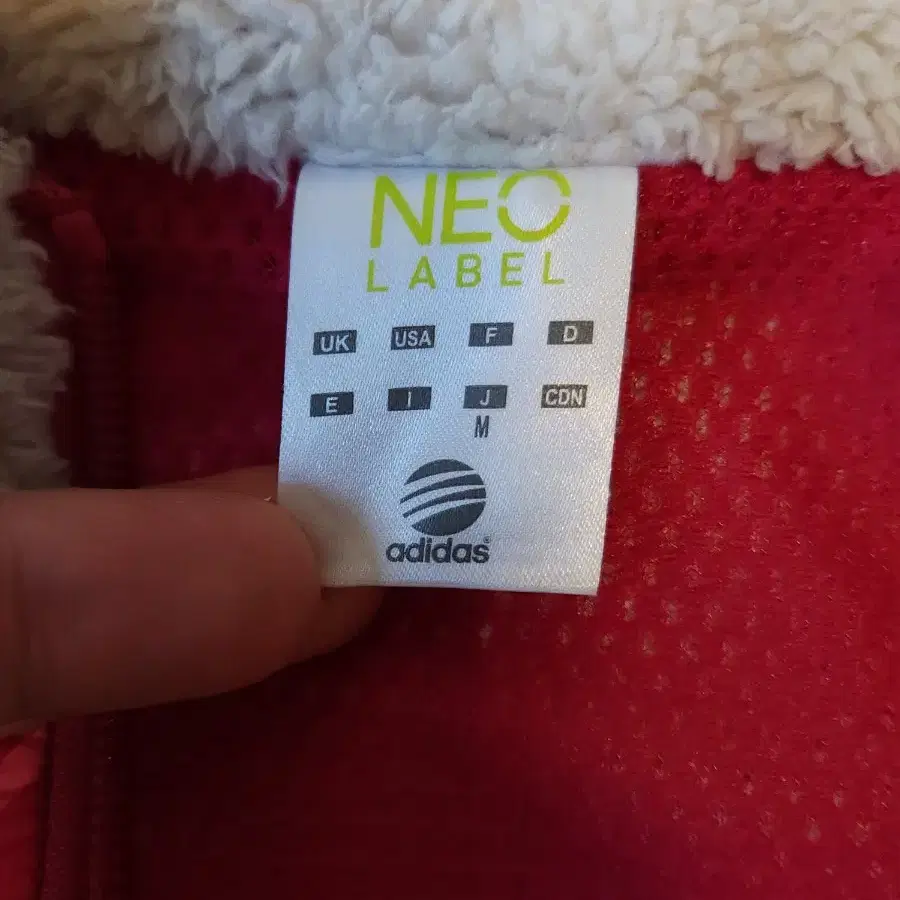 NEO
LABEL
UK USA F D
E I J CDN
M
adidas®